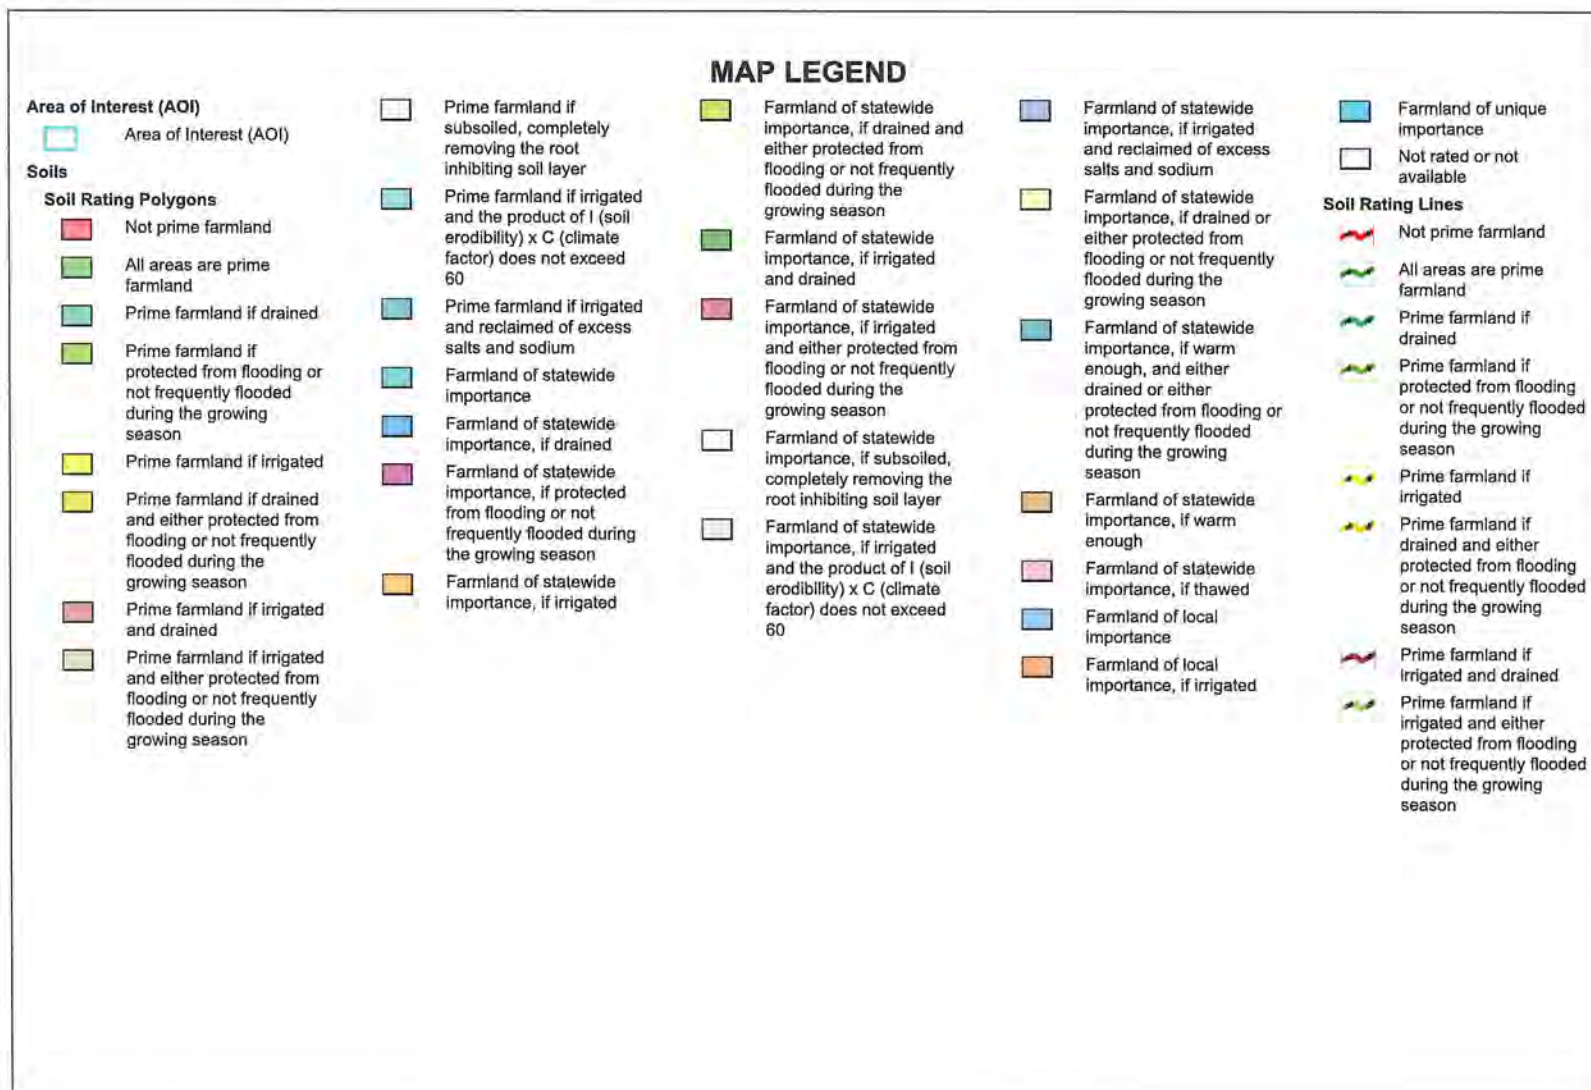 MAP LEGEND
Area of Interest (AOI)
Area of Interest (AOI)
Soils
Soil Rating Polygons
Not prime farmland
All areas are prime
farmland
Prime farmland if drained
Prime farmland if
protected from flooding or
not frequently flooded
during the growing
season
Prime farmland if irrigated
Prime farmland if drained
and either protected from
flooding or not frequently
flooded during the
growing season
Prime farmland if irrigated
and drained
Prime farmland if irrigated
and either protected from
flooding or not frequently
flooded during the
growing season
Prime farmland if
subsoiled, completely
removing the root
inhibiting soil layer
Prime farmland if irrigated
and the product of I (soil
erodibility) x C (climate
factor) does not exceed
60
Prime farmland if irrigated
and reclaimed of excess
salts and sodium
Farmland of statewide
importance
Farmland of statewide
importance, if drained
Farmland of statewide
importance, if protected
from flooding or not
frequently flooded during
the growing season
Farmland of statewide
importance, if irrigated
Farmland of statewide
importance, if drained and
either protected from
flooding or not frequently
flooded during the
growing season
Farmland of statewide
importance, if irrigated
and drained
Farmland of statewide
importance, if irrigated
and either protected from
flooding or not frequently
flooded during the
growing season
Farmland of statewide
importance, if subsoiled,
completely removing the
root inhibiting soil layer
Farmland of statewide
importance, if irrigated
and the product of I (soil
erodibility) x C (climate
factor) does not exceed
60
Farmland of statewide
importance, if irrigated
and reclaimed of excess
salts and sodium
Farmland of statewide
importance, if drained or
either protected from
flooding or not frequently
flooded during the
growing season
Farmland of statewide
importance, if warm
enough, and either
drained or either
protected from flooding or
not frequently flooded
during the growing
season
Farmland of statewide
importance, if warm
enough
Farmland of statewide
importance, if thawed
Farmland of local
importance
Farmland of local
importance, if irrigated
Farmland of unique
importance
Not rated or not
available
Soil Rating Lines
Not prime farmland
All areas are prime
farmland
Prime farmland if
drained
Prime farmland if
protected from flooding
or not frequently flooded
during the growing
season
Prime farmland if
irrigated
Prime farmland if
drained and either
protected from flooding
or not frequently flooded
during the growing
season
Prime farmland if
irrigated and drained
Prime farmland if
irrigated and either
protected from flooding
or not frequently flooded
during the growing
season